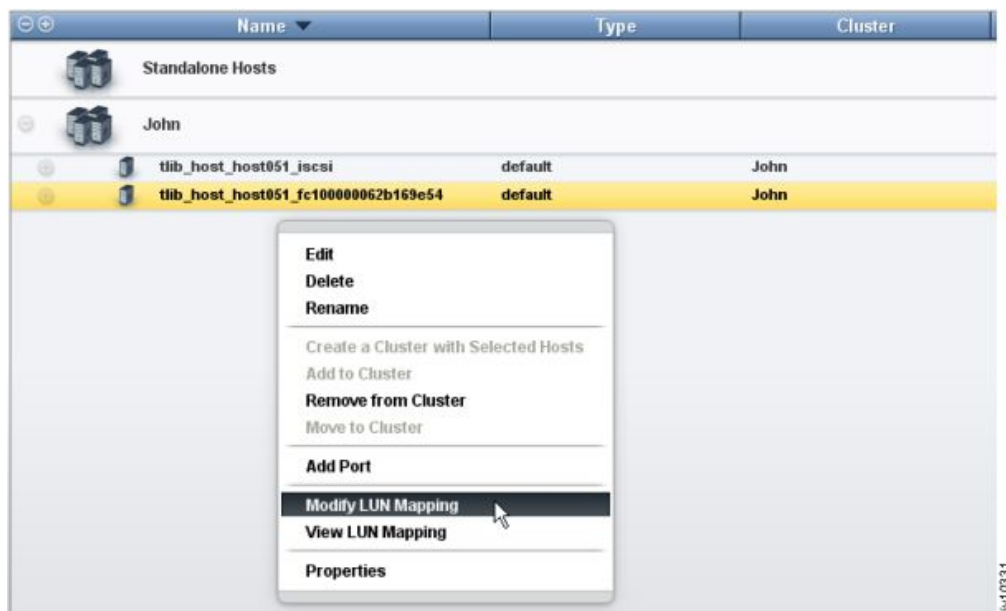 Name Type Cluster
Standalone Hosts
John
tlib_host_host051_iscsi default John
tlib_host_host051_fc100000062b169e54 default John
Edit
Delete
Rename
Create a Cluster with Selected Hosts
Add to Cluster
Remove from Cluster
Move to Cluster
Add Port
Modify LUN Mapping
View LUN Mapping
Properties